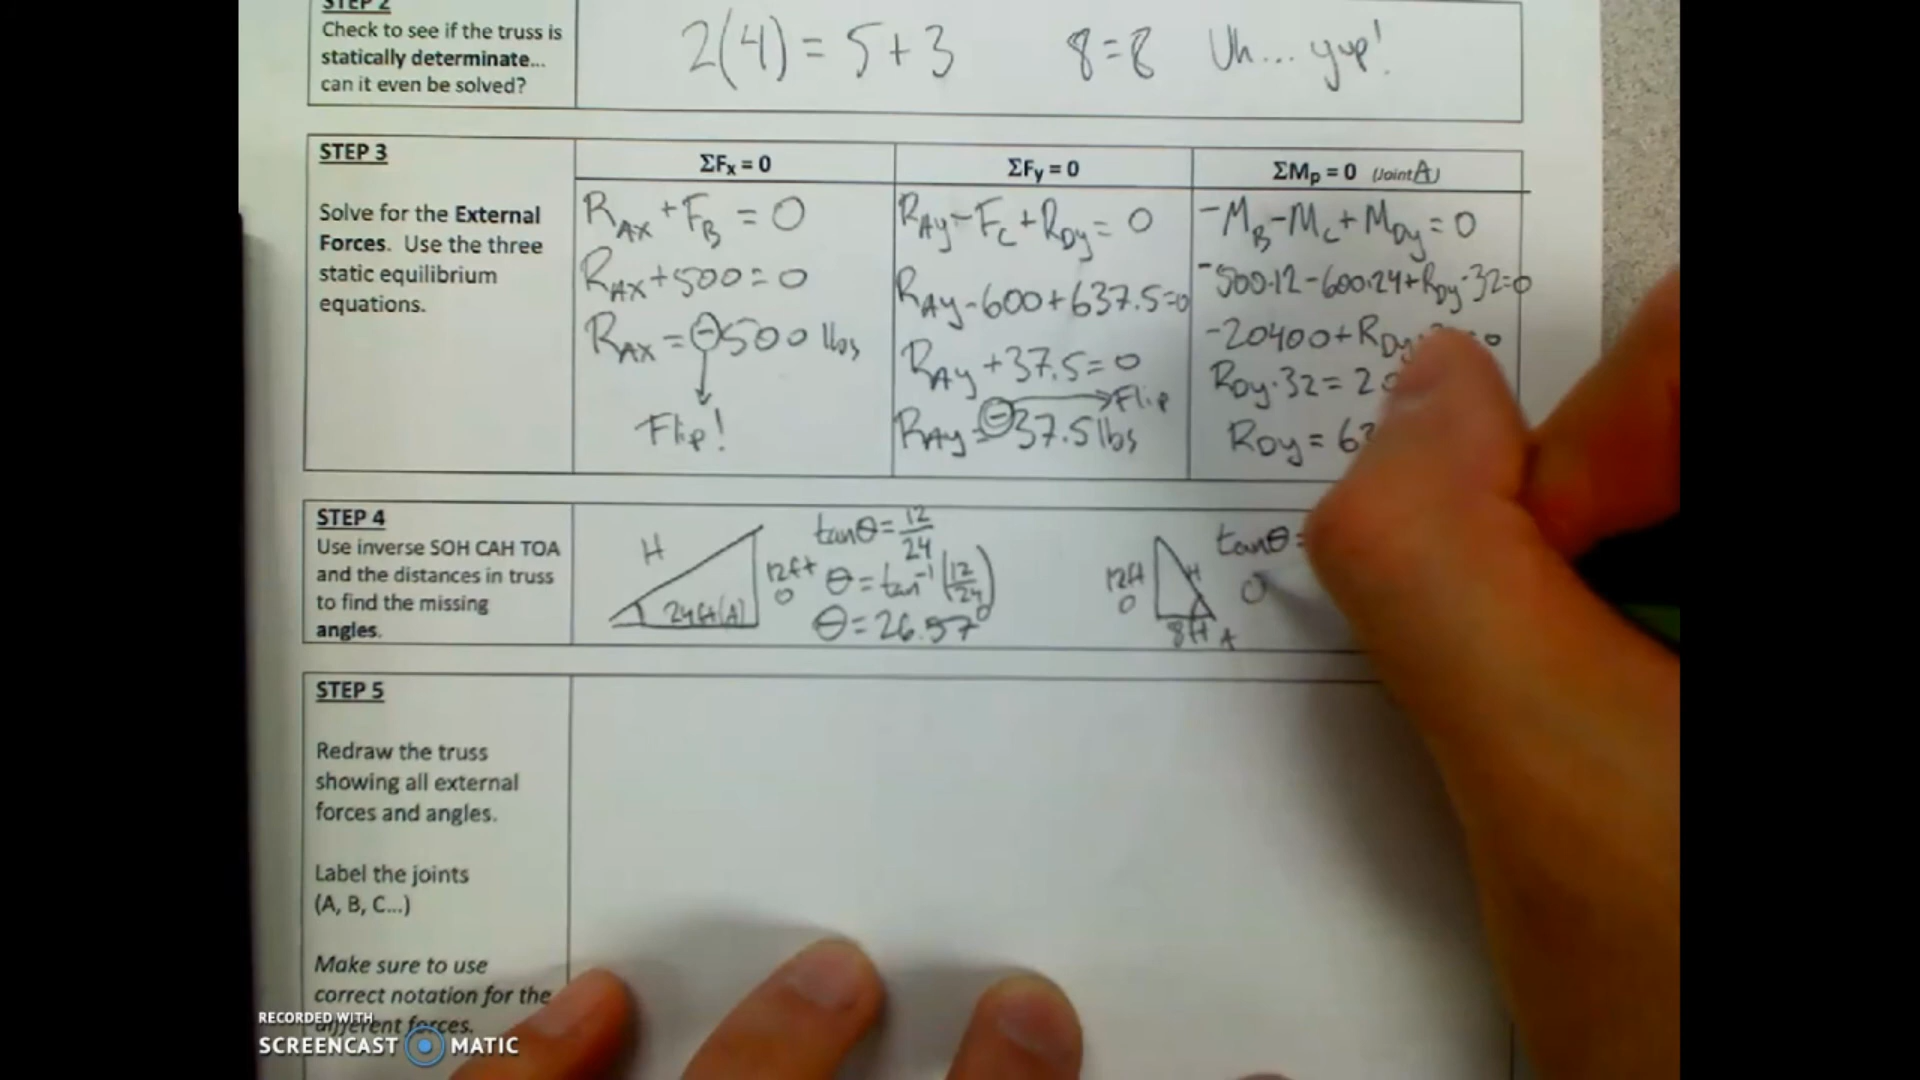 STEP 2
Check to see if the truss is
statically determinate...
can it even be solved?
2(4) = 5 + 3 8 = 8 Uh... yup!
STEP 3
Solve for the External
Forces. Use the three
static equilibrium
equations.
ΣFx = 0
RAX + FB = 0
RAX + 500 = 0
RAX = -500 lbs
Flip!
ΣFy = 0
RAy - FC + RDy = 0
RAy - 600 + 637.5 = 0
RAy + 37.5 = 0
Flip
RAy = -37.5 lbs
ΣMp = 0 (Joint A)
-MB - MC + MDy = 0
-500·12 - 600·24 + RDy·32 = 0
-20400 + RDy
RDy·32 = 20
RDy = 63
STEP 4
Use inverse SOH CAH TOA
and the distances in truss
to find the missing
angles.
H
12ft
O
24ft (A)
tanθ = 12/24
θ = tan⁻¹(12/24)
θ = 26.57°
12ft
O
H
8ft A
tanθ =
STEP 5
Redraw the truss
showing all external
forces and angles.
Label the joints
(A, B, C...)
Make sure to use
correct notation for the
different forces.
RECORDED WITH
SCREENCAST MATIC